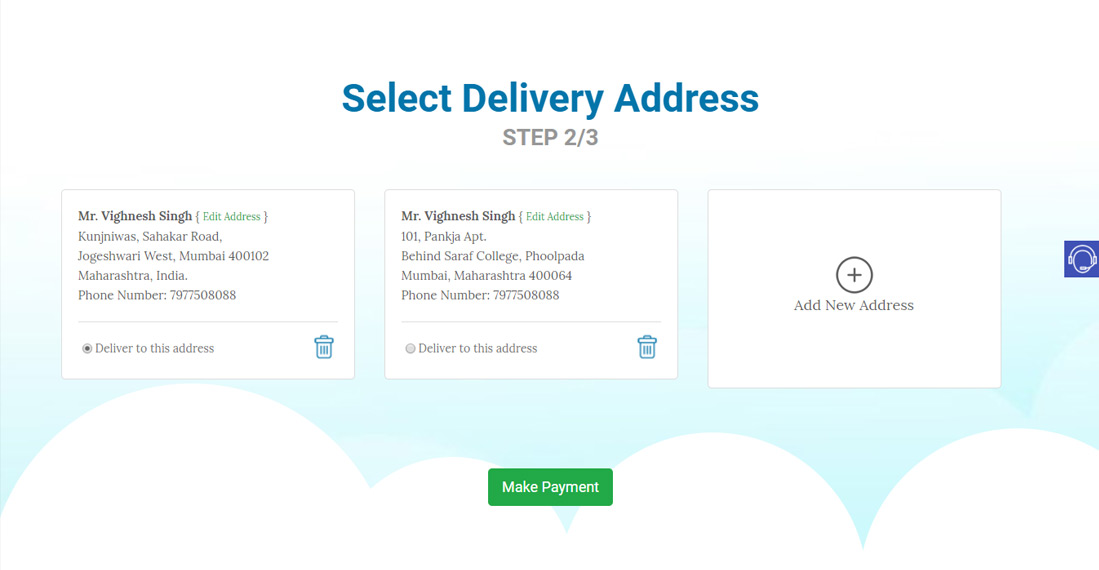 Select Delivery Address
STEP 2/3
Mr. Vighnesh Singh { Edit Address }
Kunjniwas, Sahakar Road,
Jogeshwari West, Mumbai 400102
Maharashtra, India.
Phone Number: 7977508088
Deliver to this address
Mr. Vighnesh Singh { Edit Address }
101, Pankja Apt.
Behind Saraf College, Phoolpada
Mumbai, Maharashtra 400064
Phone Number: 7977508088
Deliver to this address
Add New Address
Make Payment